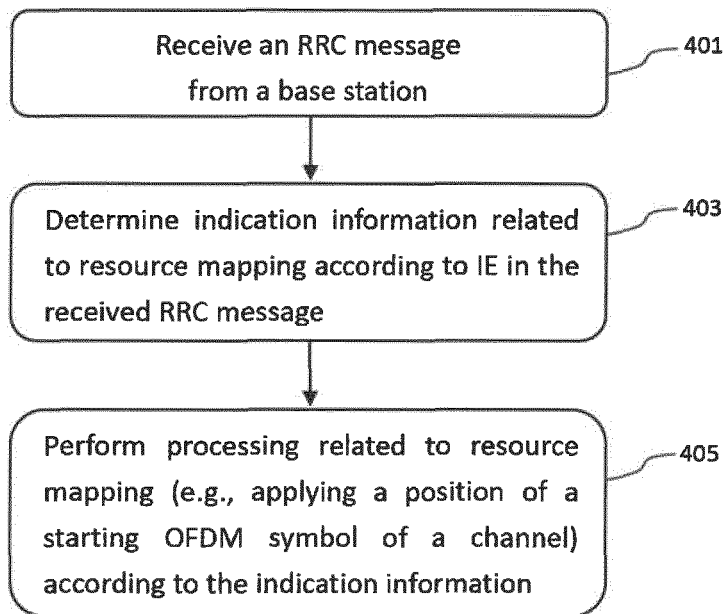 Receive an RRC message
from a base station
401
Determine indication information related
to resource mapping according to IE in the
received RRC message
403
Perform processing related to resource
mapping (e.g., applying a position of a
starting OFDM symbol of a channel)
according to the indication information
405